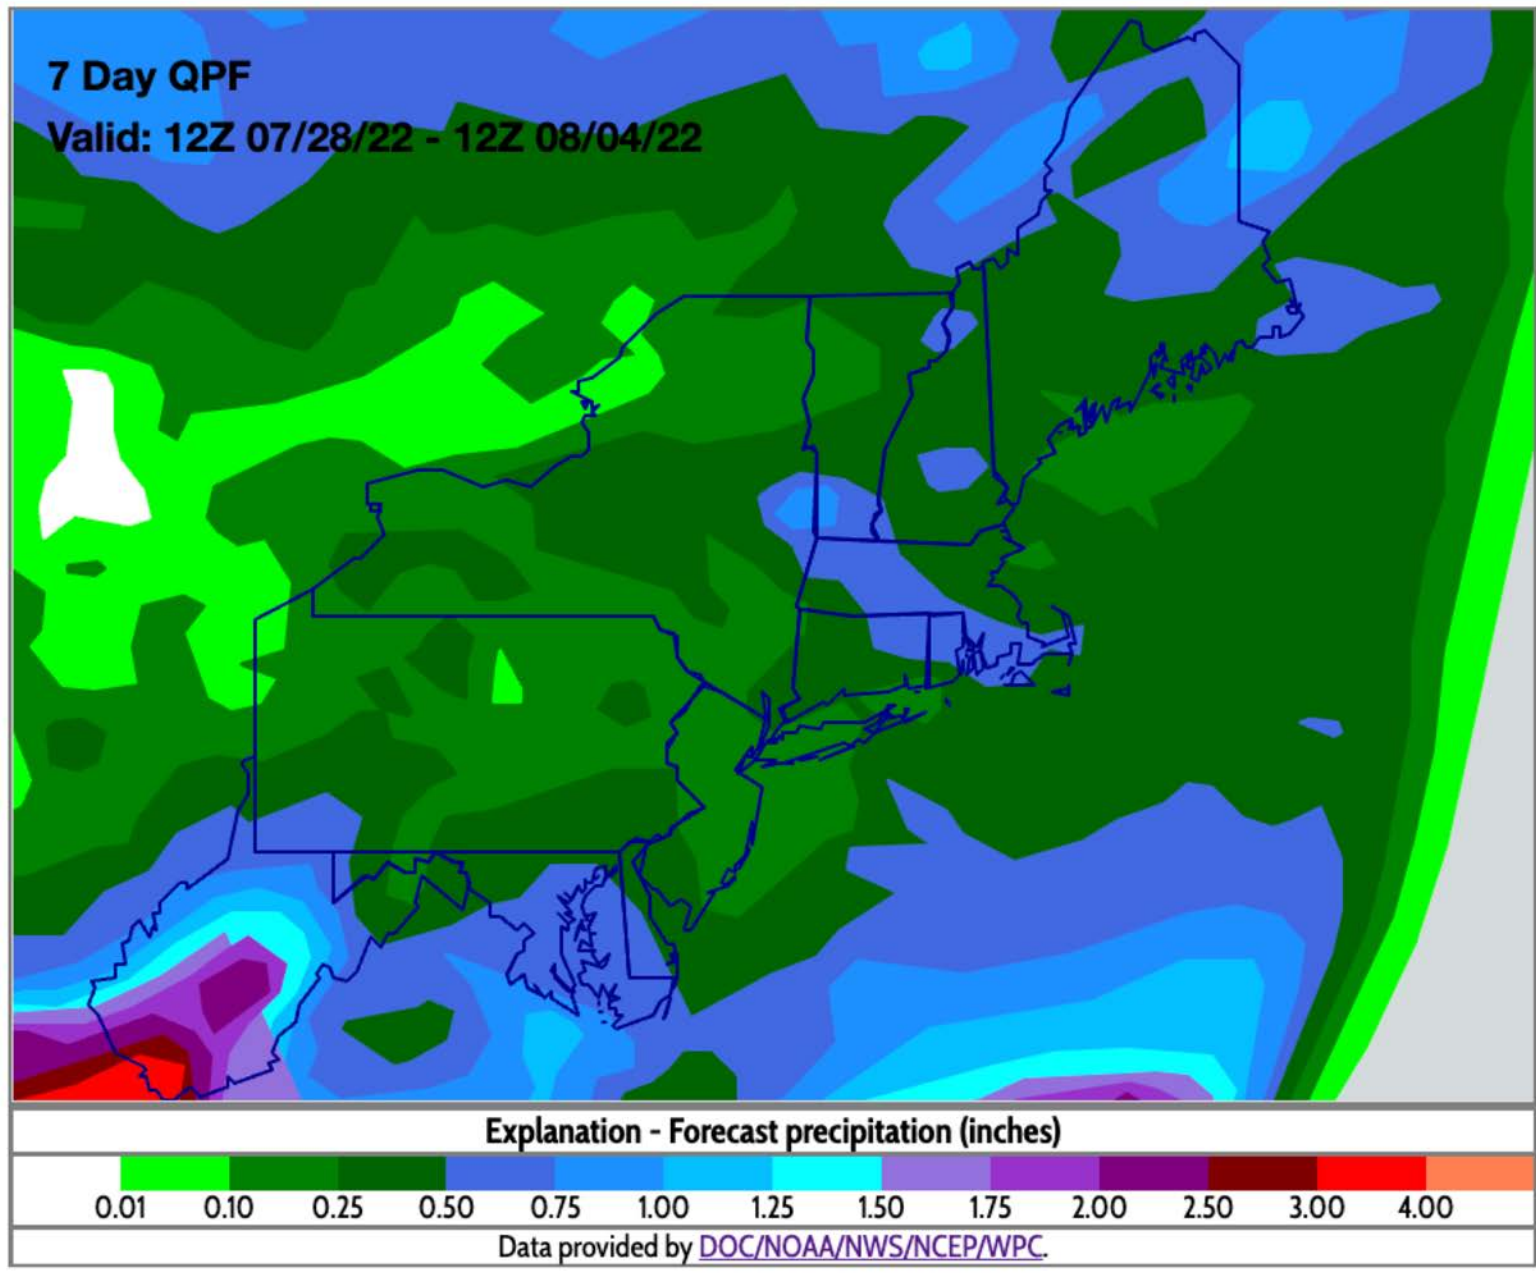 7 Day QPF
Valid: 12Z 07/28/22 - 12Z 08/04/22
Explanation - Forecast precipitation (inches)
0.01 0.10 0.25 0.50 0.75 1.00 1.25 1.50 1.75 2.00 2.50 3.00 4.00
Data provided by DOC/NOAA/NWS/NCEP/WPC.